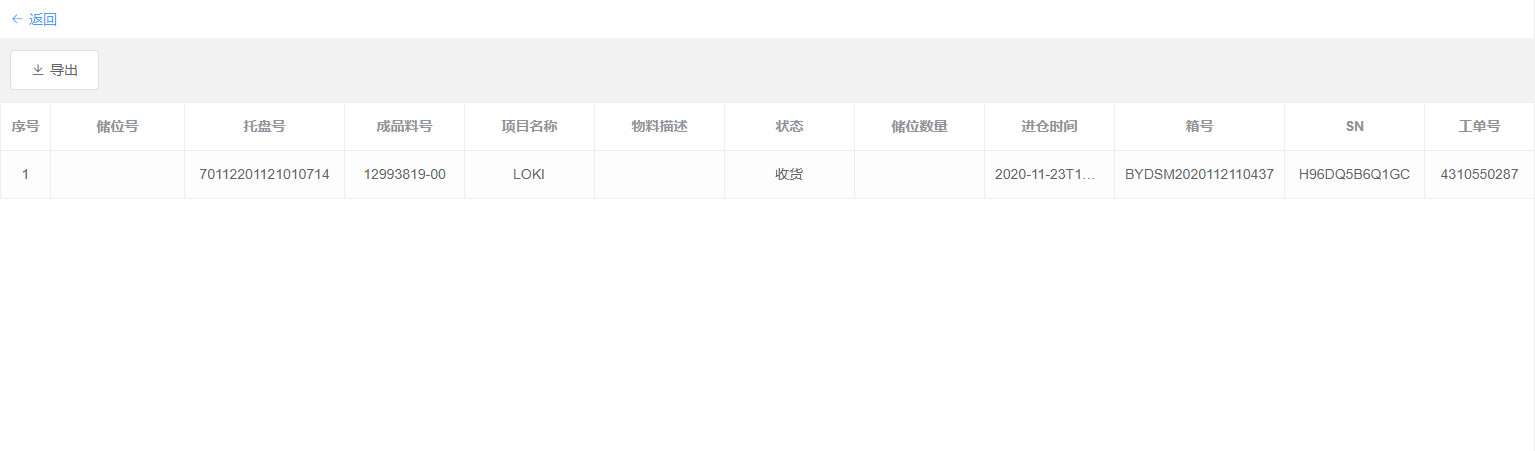 返回
导出
序号 储位号 托盘号 成品料号 项目名称 物料描述 状态 储位数量 进仓时间 箱号 SN 工单号
1 70112201121010714 12993819-00 LOKI 收货 2020-11-23T1... BYDSM2020112110437 H96DQ5B6Q1GC 4310550287